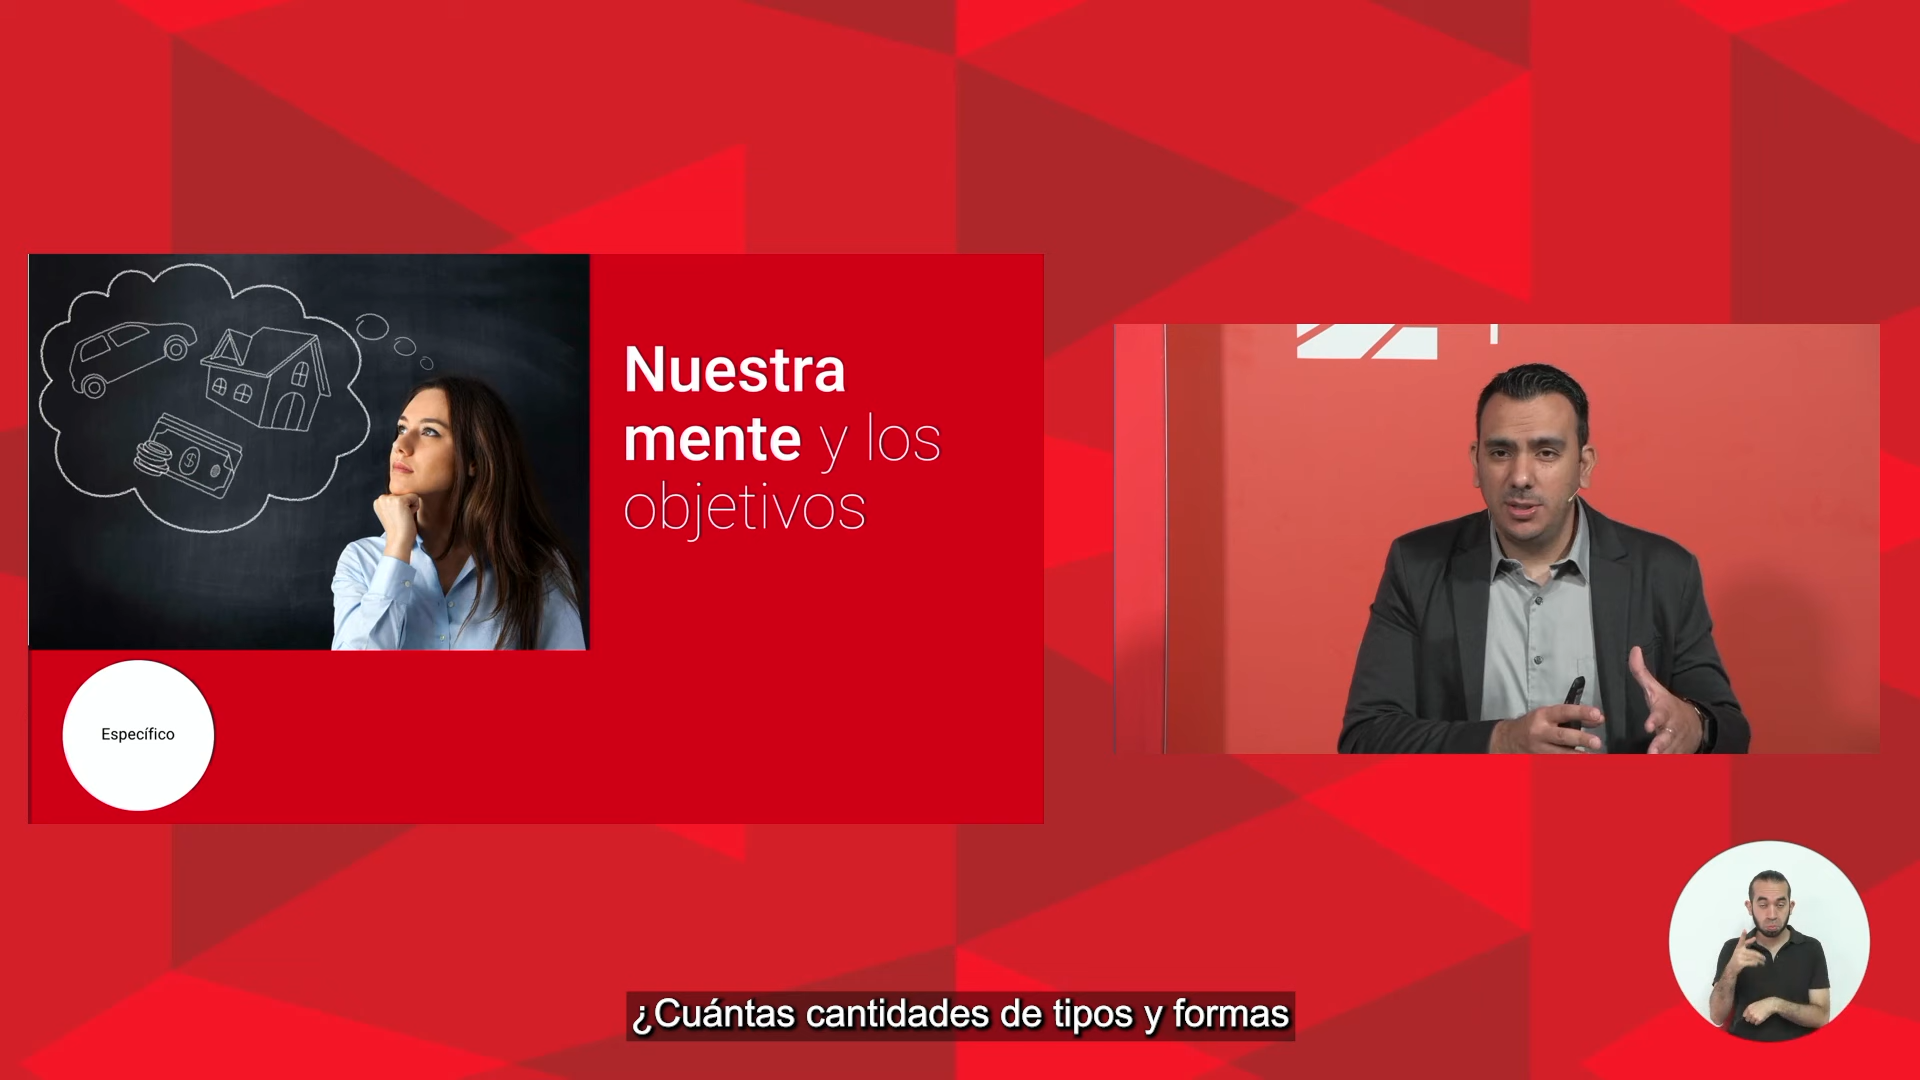 Nuestra
mente y los
objetivos
Específico
¿Cuántas cantidades de tipos y formas